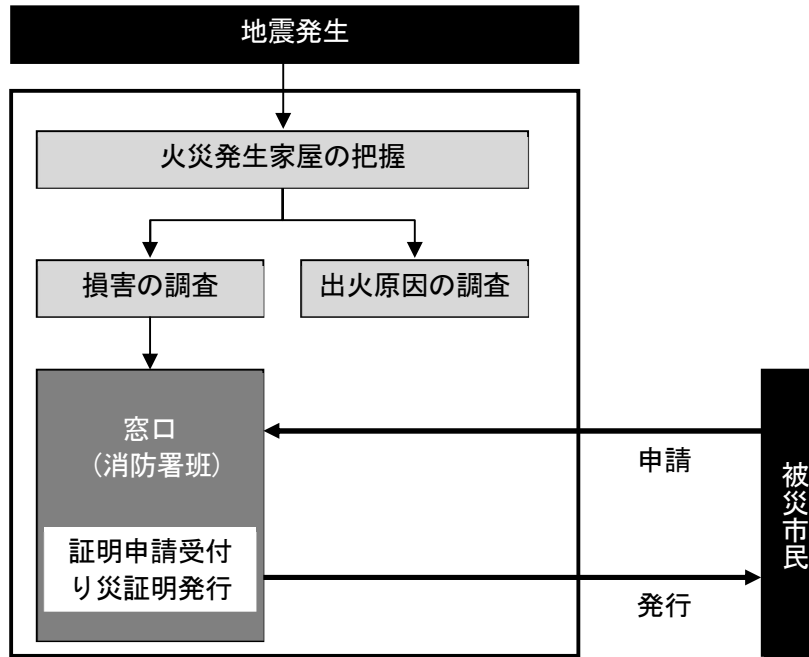 地震発生
火災発生家屋の把握
損害の調査
出火原因の調査
窓口
（消防署班）
申請
証明申請受付
り災証明発行
発行
被災市民